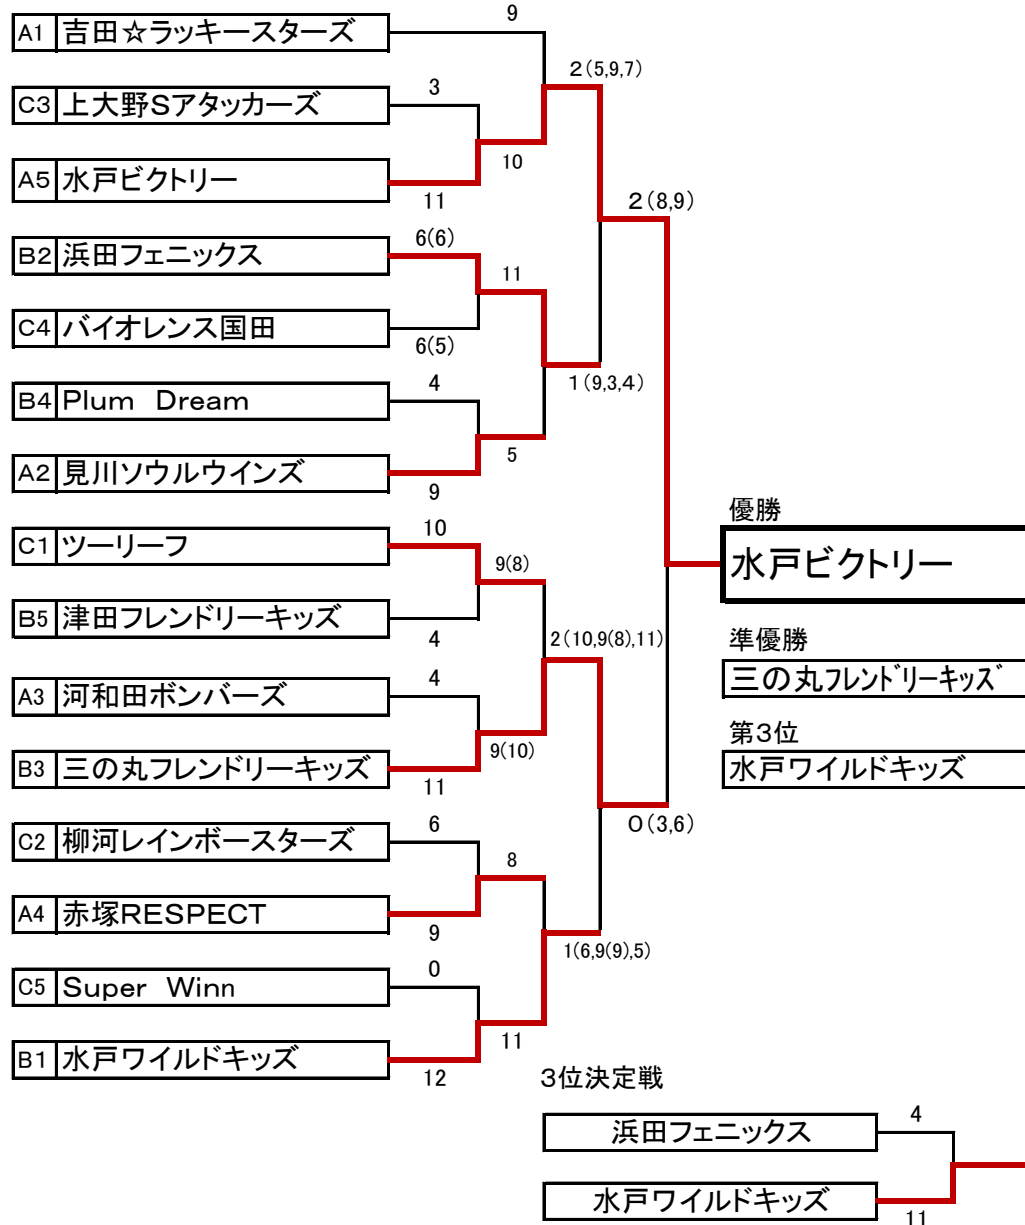 9
A1 吉田☆ラッキースターズ
2(5,9,7)
3
C3 上大野Sアタッカーズ
10
A5 水戸ビクトリー
11
2(8,9)
6(6)
B2 浜田フェニックス
11
C4 バイオレンス国田
6(5)
1(9,3,4)
4
B4 Plum Dream
5
A2 見川ソウルウインズ
9
10
C1 ツーリーフ
9(8)
B5 津田フレンドリーキッズ
4
2(10,9(8),11)
4
A3 河和田ボンバーズ
9(10)
B3 三の丸フレンドリーキッズ
11
0(3,6)
6
C2 柳河レインボースターズ
8
A4 赤塚RESPECT
9
1(6,9(9),5)
0
C5 Super Winn
11
B1 水戸ワイルドキッズ
12
優勝
水戸ビクトリー
準優勝
三の丸フレンドリーキッズ
第3位
水戸ワイルドキッズ
3位決定戦
4
浜田フェニックス
水戸ワイルドキッズ
11